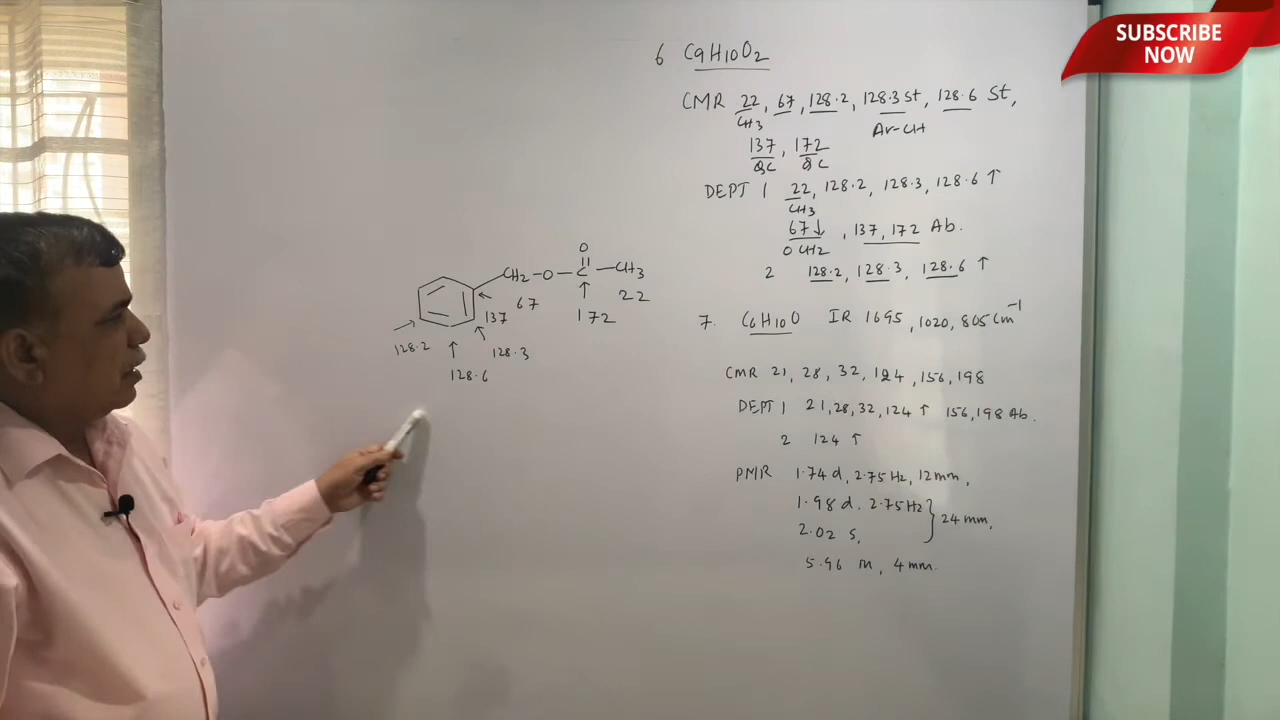 SUBSCRIBE
NOW
6 C9H10O2
CMR 22, 67, 128.2, 128.3 St, 128.6 St,
CH3 Ar-CH
137, 172
QC QC
DEPT 1 22, 128.2, 128.3, 128.6 ↑
CH3
67↓, 137, 172 Ab.
OCH2
2 128.2, 128.3, 128.6 ↑
7. C6H10O IR 1695, 1020, 805 cm-1
CMR 21, 28, 32, 124, 156, 198
DEPT 1 21, 28, 32, 124 ↑ 156, 198 Ab.
2 124 ↑
PMR 1.74 d, 2.75 Hz, 12mm,
1.98 d. 2.75 Hz
2.02 s,
} 24 mm,
5.96 m, 4 mm.
O
CH2-O-C-CH3
67 22
137 172
128.2 128.3
128.6